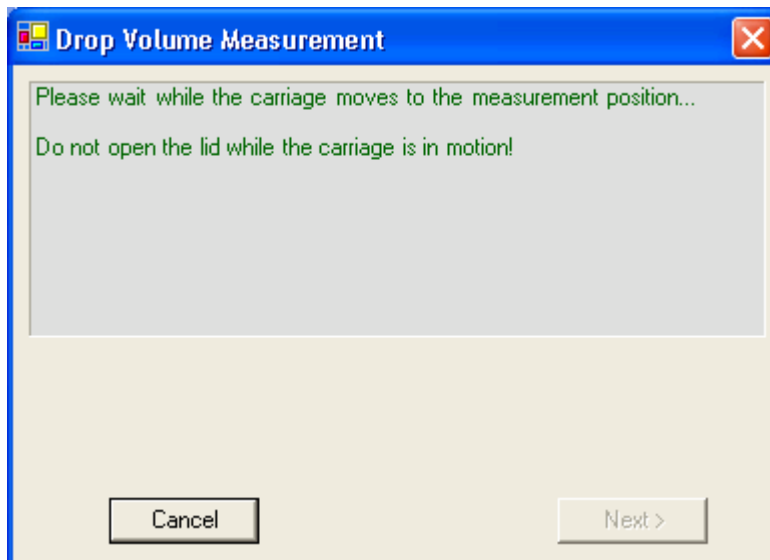 Drop Volume Measurement
Please wait while the carriage moves to the measurement position...
Do not open the lid while the carriage is in motion!
Cancel
Next >